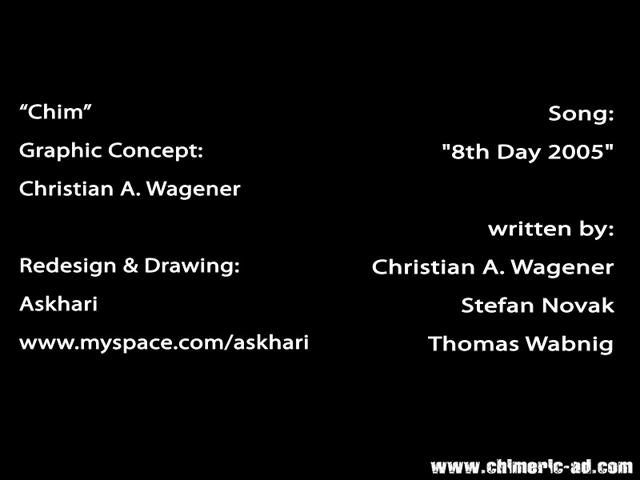 “Chim”
Graphic Concept:
Christian A. Wagener
Redesign & Drawing:
Askhari
www.myspace.com/askhari
Song:
"8th Day 2005"
written by:
Christian A. Wagener
Stefan Novak
Thomas Wabnig
www.chimeric-ad.com